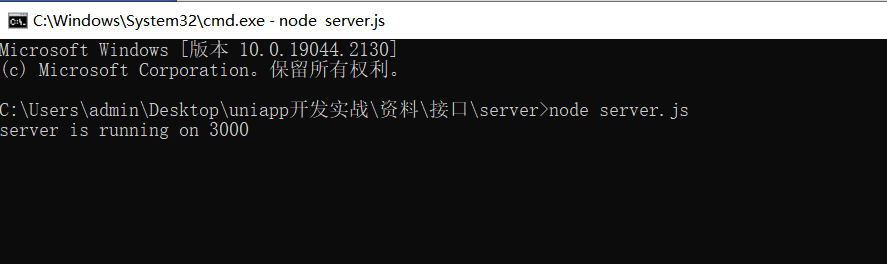 C:\Windows\System32\cmd.exe - node  server.js
Microsoft Windows [版本 10.0.19044.2130]
(c) Microsoft Corporation。保留所有权利。
C:\Users\admin\Desktop\uniapp开发实战\资料\接口\server>node server.js
server is running on 3000